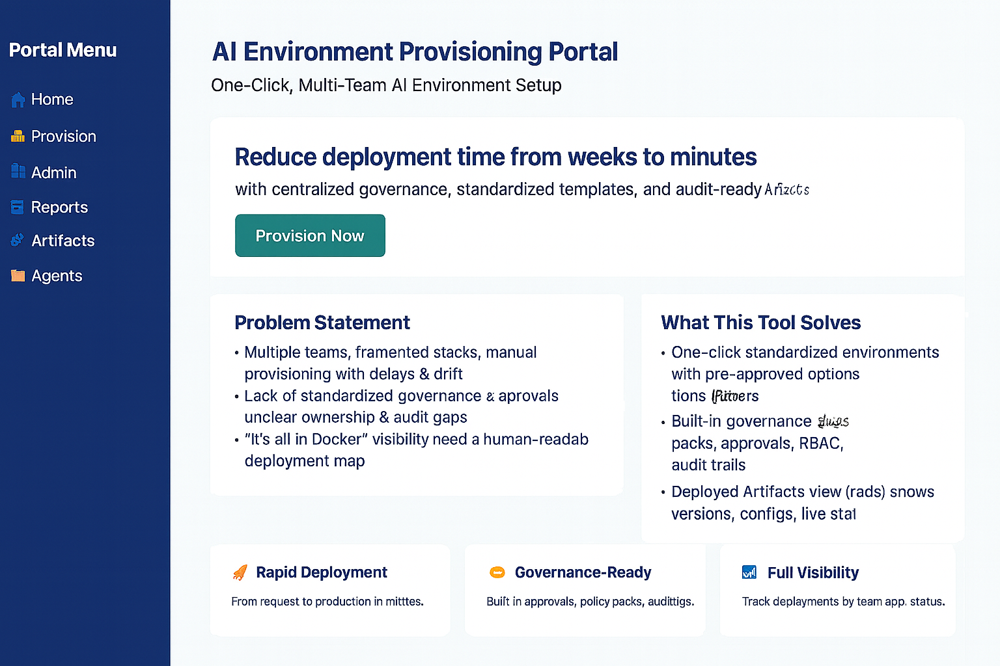 Portal Menu
Home
Provision
Admin
Reports
Artifacts
Agents
AI Environment Provisioning Portal
One-Click, Multi-Team AI Environment Setup
Reduce deployment time from weeks to minutes
with centralized governance, standardized templates, and audit-ready
Provision Now
Problem Statement
• Multiple teams, framented stacks, manual
provisioning with delays & drift
• Lack of standardized governance & aprovals
unclear ownership & audit gaps
• "It's all in Docker" visibility need a human-readab
deployment map
What This Tool Solves
• One-click standardized environments
with pre-approved options
tions
• Built-in governance
packs, approvals, RBAC,
audit trails
• Deployed Artifacts view (rads) snows
versions, configs, live stat
Rapid Deployment
From request to production in mitttes.
Governance-Ready
Built in approvals, policy packs, audittigs.
Full Visibility
Track deplayments by team app. status.